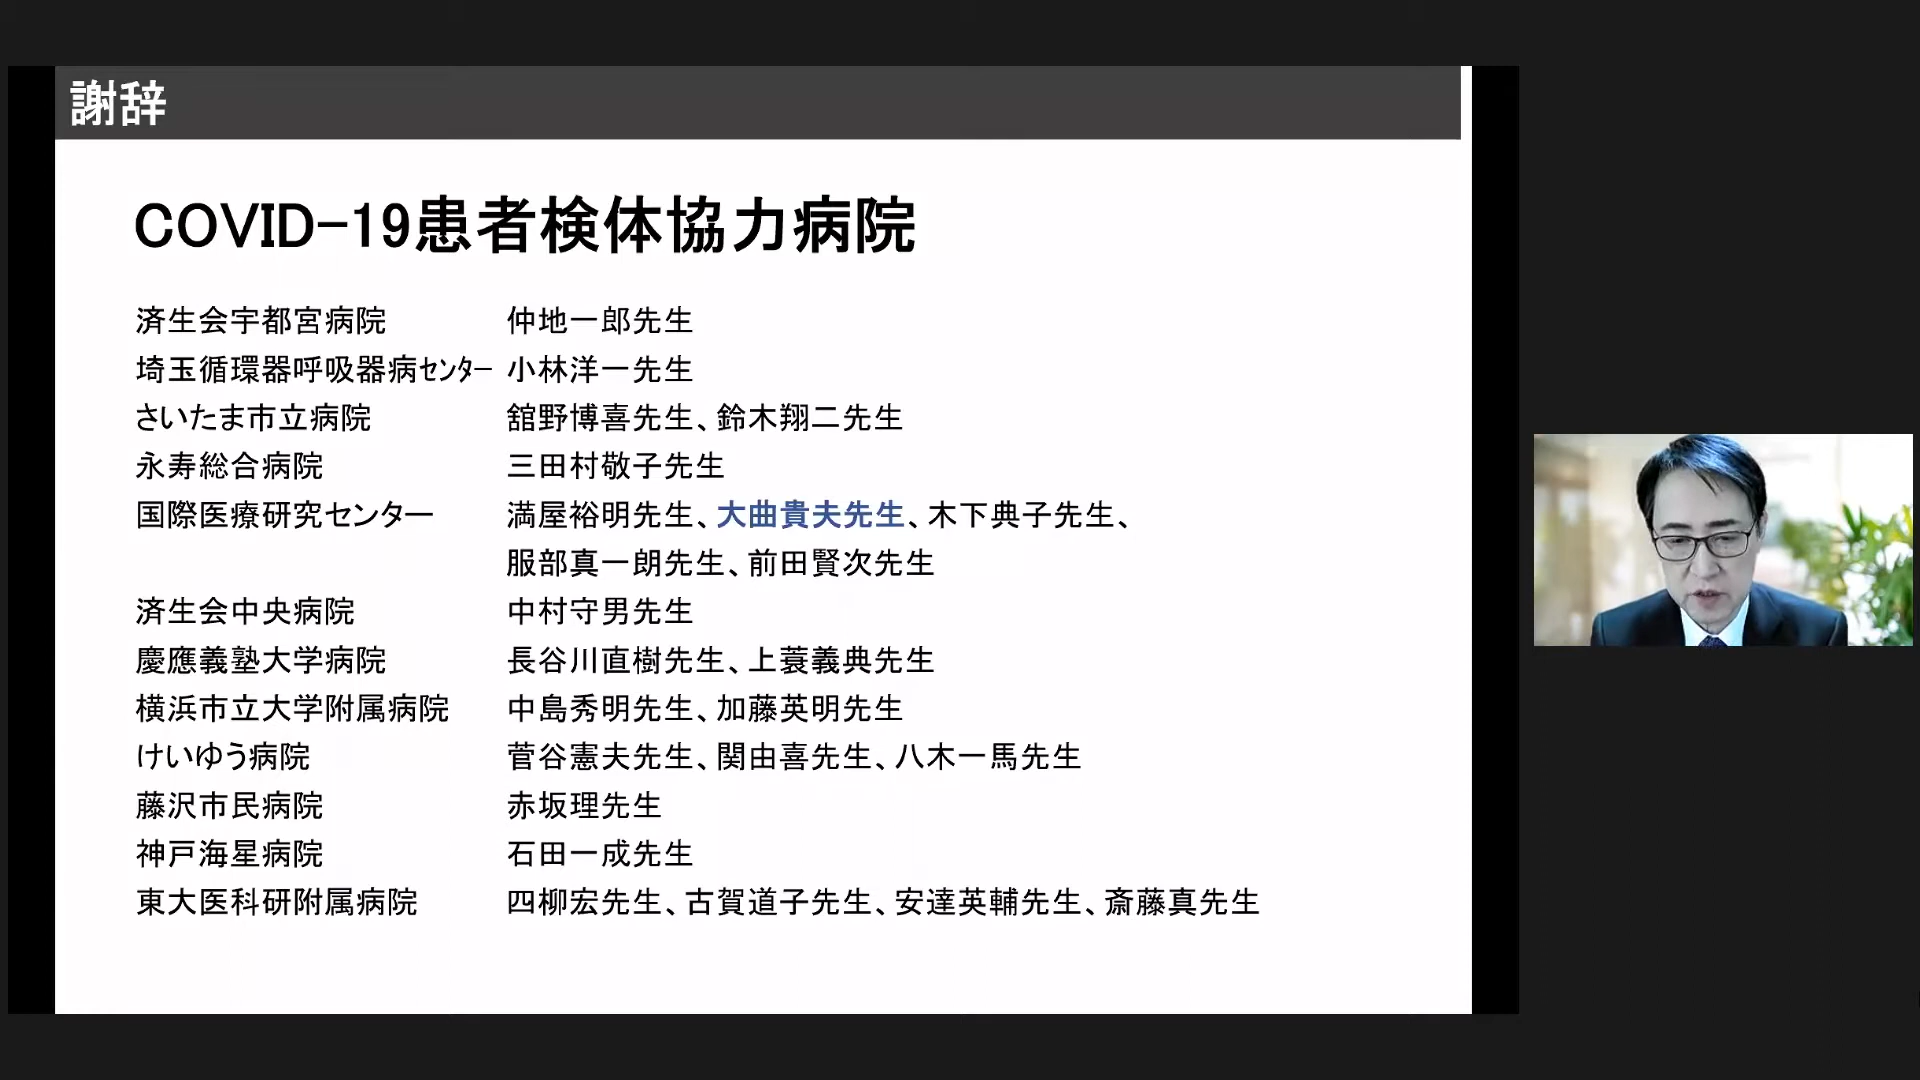 謝辞
COVID-19患者検体協力病院
済生会宇都宮病院 仲地一郎先生
埼玉循環器呼吸器病ｾﾝﾀｰ 小林洋一先生
さいたま市立病院 舘野博喜先生、鈴木翔二先生
永寿総合病院 三田村敬子先生
国際医療研究センター 満屋裕明先生、大曲貴夫先生、木下典子先生、
服部真一朗先生、前田賢次先生
済生会中央病院 中村守男先生
慶應義塾大学病院 長谷川直樹先生、上蓑義典先生
横浜市立大学附属病院 中島秀明先生、加藤英明先生
けいゆう病院 菅谷憲夫先生、関由喜先生、八木一馬先生
藤沢市民病院 赤坂理先生
神戸海星病院 石田一成先生
東大医科研附属病院 四柳宏先生、古賀道子先生、安達英輔先生、斎藤真先生